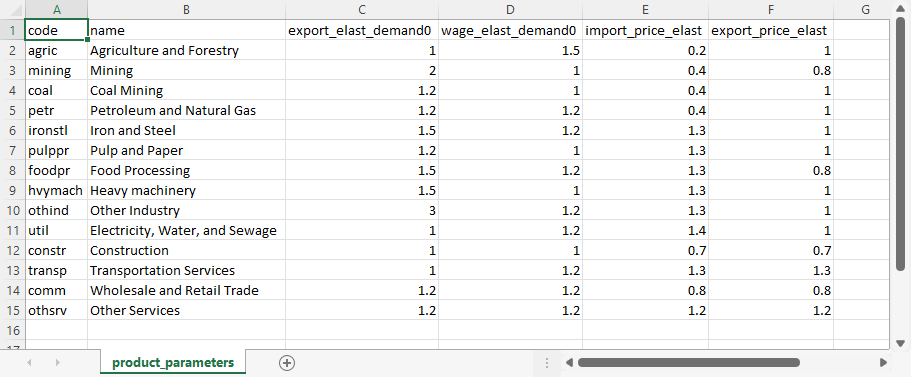 A B C D E F G
1 code name export_elast_demand0 wage_elast_demand0 import_price_elast export_price_elast
2 agric Agriculture and Forestry 1 1.5 0.2 1
3 mining Mining 2 1 0.4 0.8
4 coal Coal Mining 1.2 1 0.4 1
5 petr Petroleum and Natural Gas 1.2 1.2 0.4 1
6 ironstl Iron and Steel 1.5 1.2 1.3 1
7 pulppr Pulp and Paper 1.2 1 1.3 1
8 foodpr Food Processing 1.5 1.2 1.3 0.8
9 hvymach Heavy machinery 1.5 1 1.3 1
10 othind Other Industry 3 1.2 1.3 1
11 util Electricity, Water, and Sewage 1 1.2 1.4 1
12 constr Construction 1 1 0.7 0.7
13 transp Transportation Services 1 1.2 1.3 1.3
14 comm Wholesale and Retail Trade 1.2 1.2 0.8 0.8
15 othsrv Other Services 1.2 1.2 1.2 1.2
16
17
product_parameters